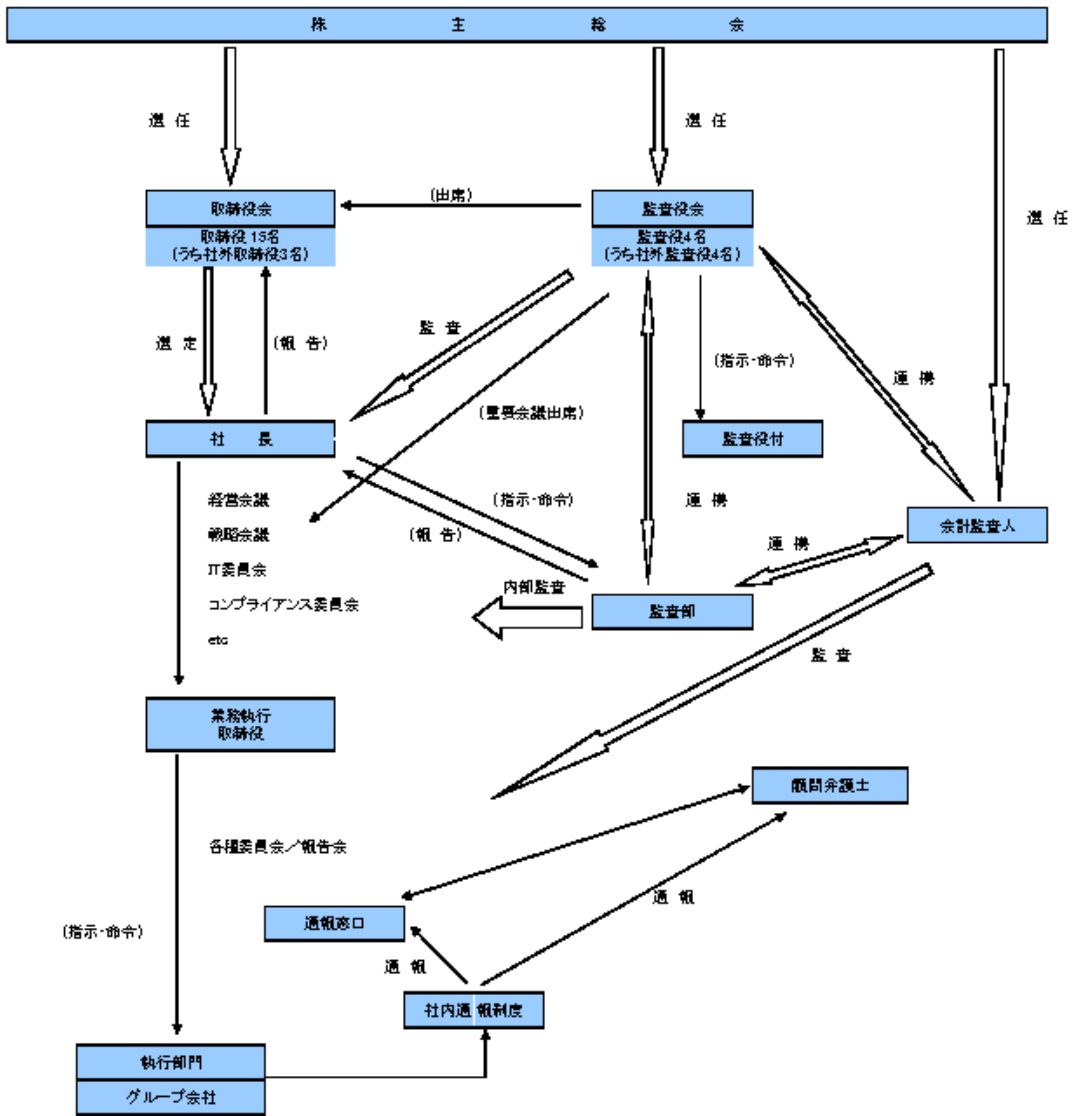 株主総会
選任
選任
選任
取締役会
(出席)
監査役会
取締役13名
(うち社外取締役3名)
監査役4名
(うち社外監査役4名)
選定
(報告)
監査
(指示・命令)
連携
(重要会議出席)
社長
監査役付
経営会議
戦略会議
IT委員会
コンプライアンス委員会
etc
(指示・命令)
(報告)
連携
会計監査人
連携
内部監査
監査部
監査
業務執行
取締役
顧問弁護士
各種委員会/報告会
通報
通報窓口
(指示・命令)
通報
社内通報制度
執行部門
グループ会社